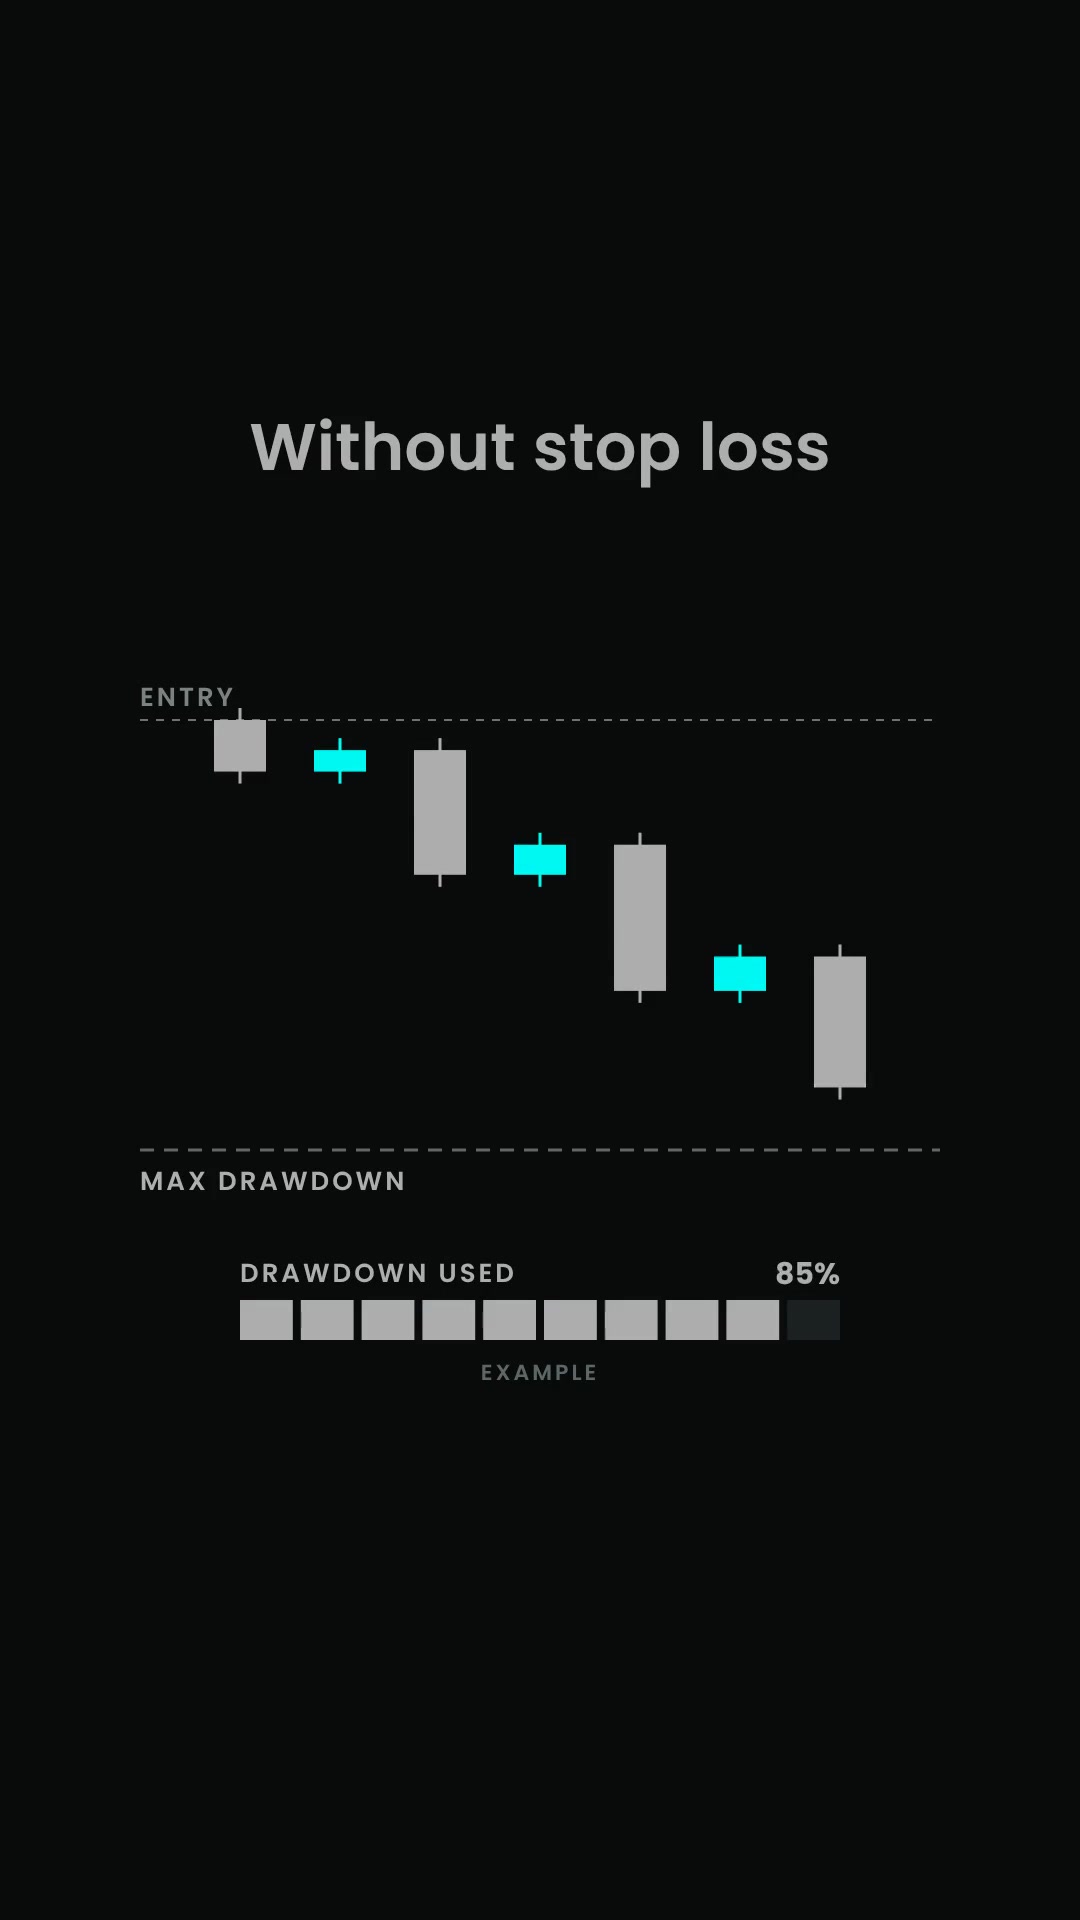 Without stop loss
ENTRY
MAX DRAWDOWN
DRAWDOWN USED 85%
EXAMPLE